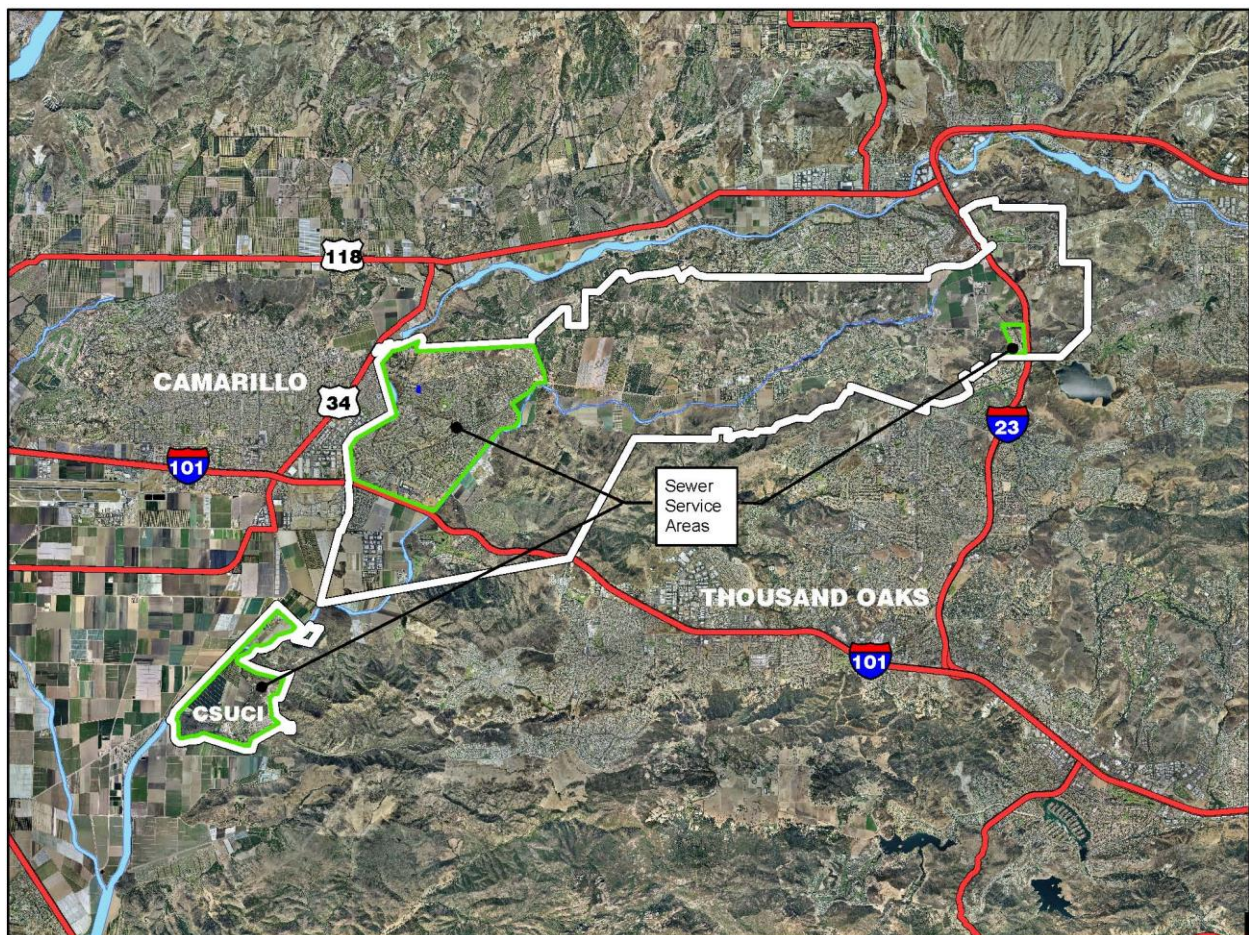 118
CAMARILLO
34
101
23
Sewer
Service
Areas
THOUSAND OAKS
101
CSUCI